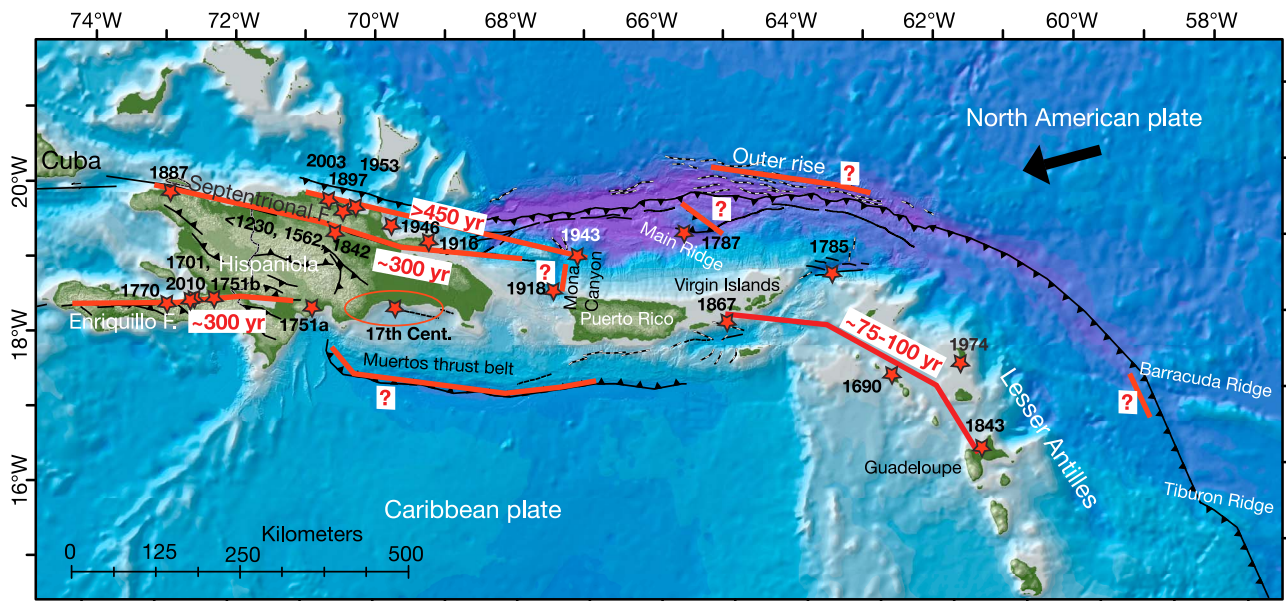 74°W
72°W
70°W
68°W
66°W
64°W
62°W
60°W
58°W
North American plate
Outer rise
?
Cuba
20°W
1887
2003
1953
1897
Septentrional F.
>450 yr
1946
1916
<1230, 1562,
1842
~300 yr
1943
?
Mona
Canyon
1918
Main Ridge
?
1787
1785
1701,
Hispaniola
2010
1751b
1770
Enriquillo F.
~300 yr
1751a
17th Cent.
Puerto Rico
Virgin Islands
1867
18°W
Muertos thrust belt
?
~75-100 yr
1974
1690
Barracuda Ridge
?
Lesser Antilles
1843
Guadeloupe
16°W
Tiburon Ridge
Caribbean plate
Kilometers
0
125
250
500